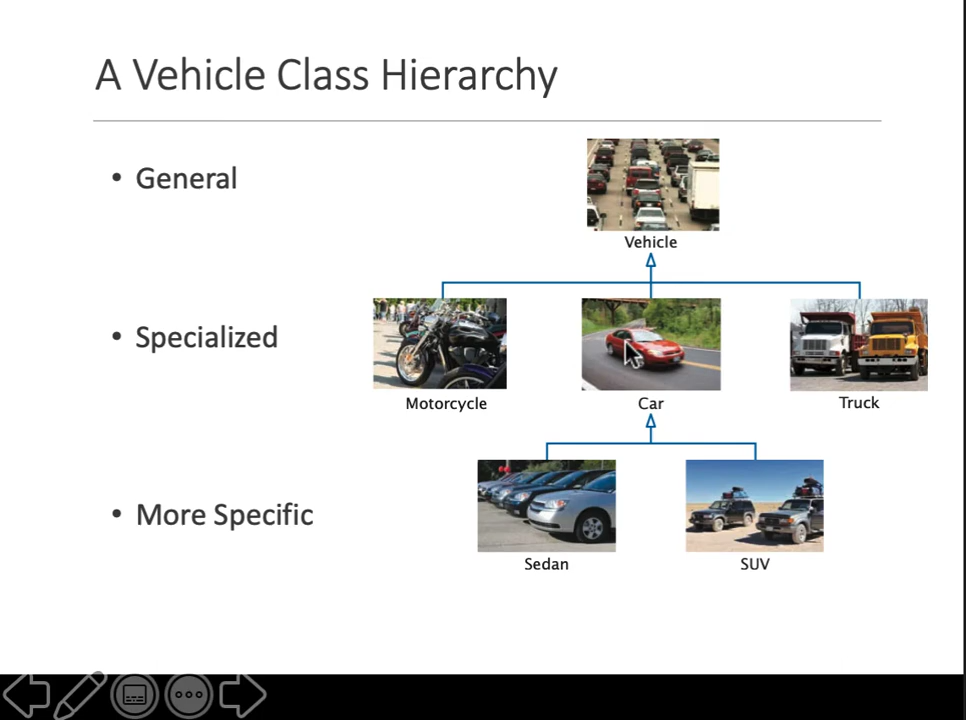 A Vehicle Class Hierarchy
• General
Vehicle
• Specialized
Motorcycle
Car
Truck
• More Specific
Sedan
SUV